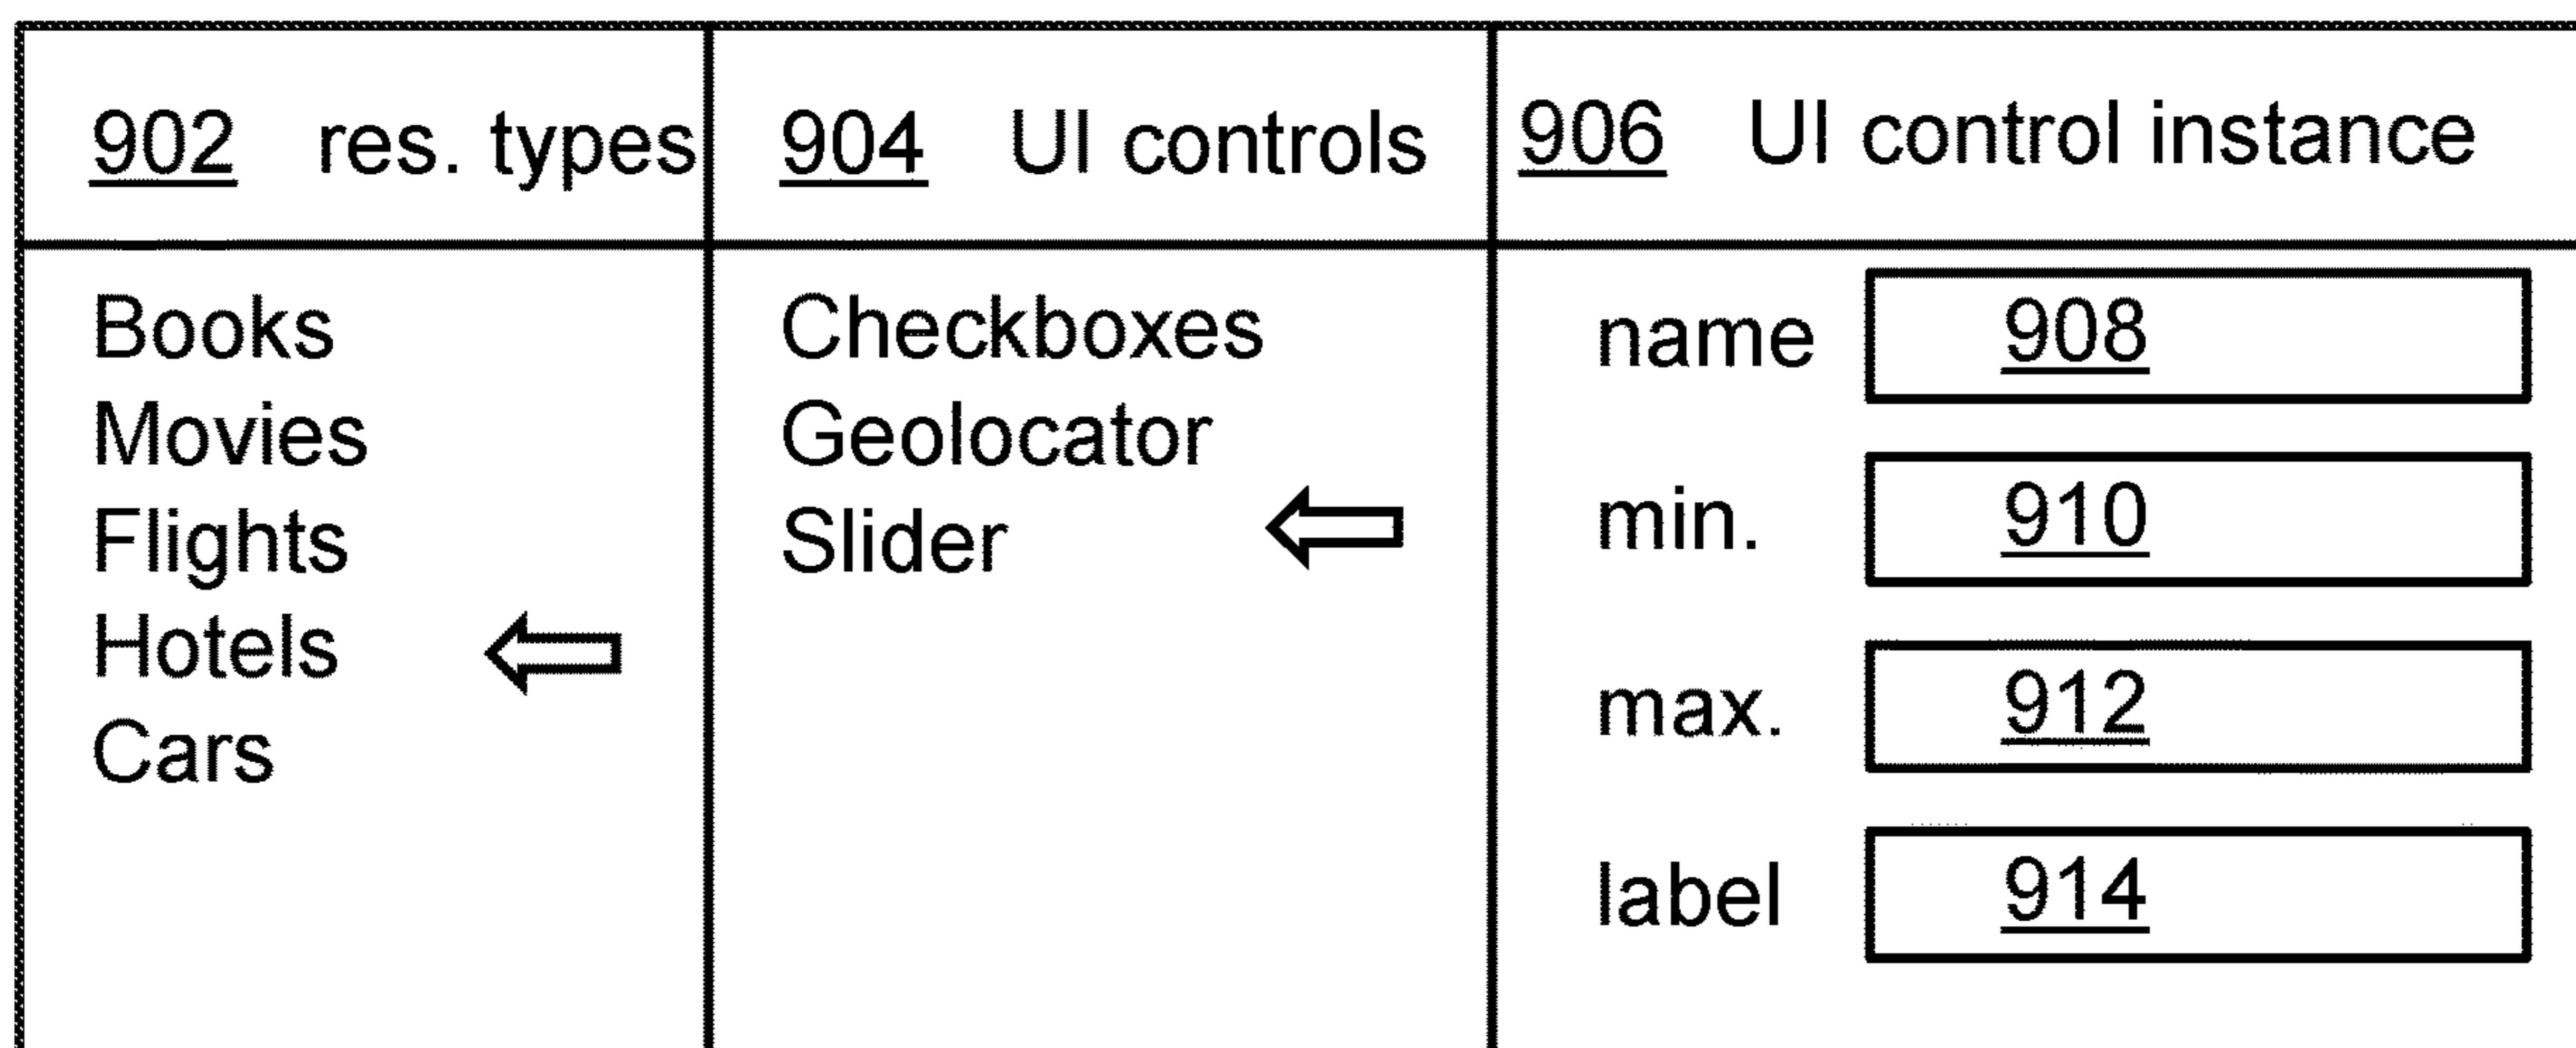 902 res. types
904 UI controls
906 UI control instance
Books
Movies
Flights
Hotels
Cars
Checkboxes
Geolocator
Slider
name 908
min. 910
max. 912
label 914